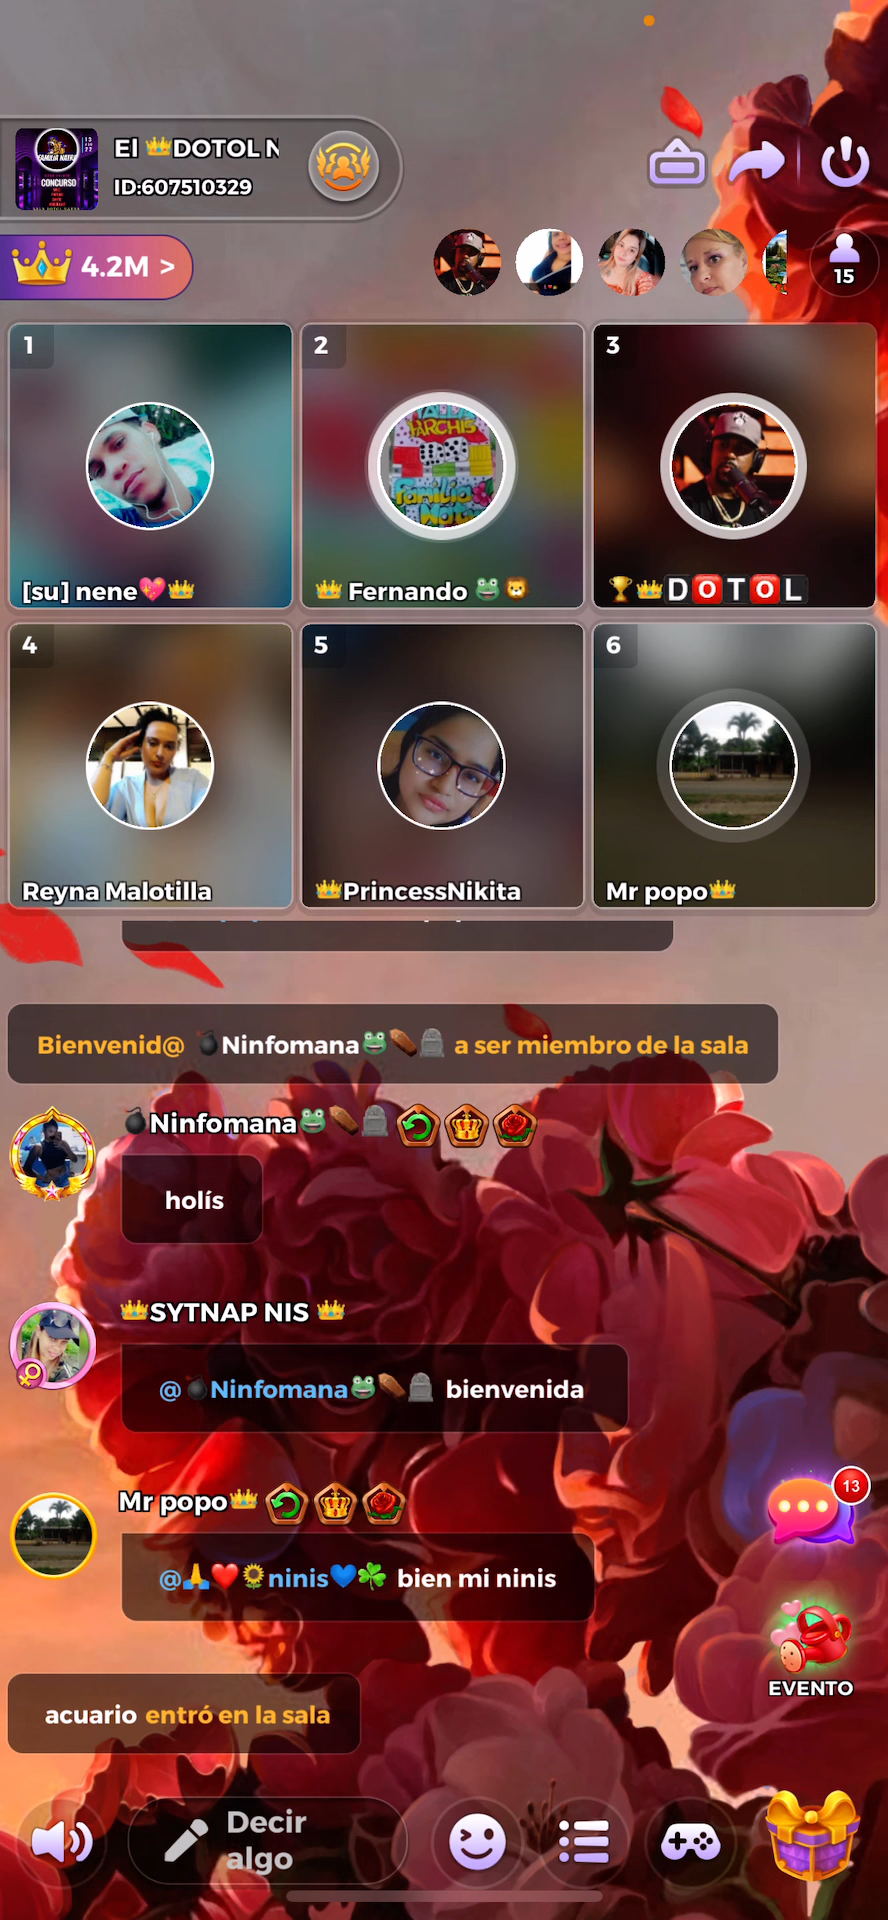 El 👑DOTOL N
ID:607510329
4.2M >
15
1
2
3
[su] nene💖👑
👑 Fernando 🐸🦁
🏆👑DOTOL
4
5
6
Reyna Malotilla
👑PrincessNikita
Mr popo👑
Bienvenid@ 💣Ninfomana🐸⚰️🪦 a ser miembro de la sala
💣Ninfomana🐸⚰️🪦
holís
👑SYTNAP NIS 👑
@💣Ninfomana🐸⚰️🪦 bienvenida
Mr popo👑
@🙏❤️🌻ninis💙☘️ bien mi ninis
13
EVENTO
acuario entró en la sala
Decir
algo